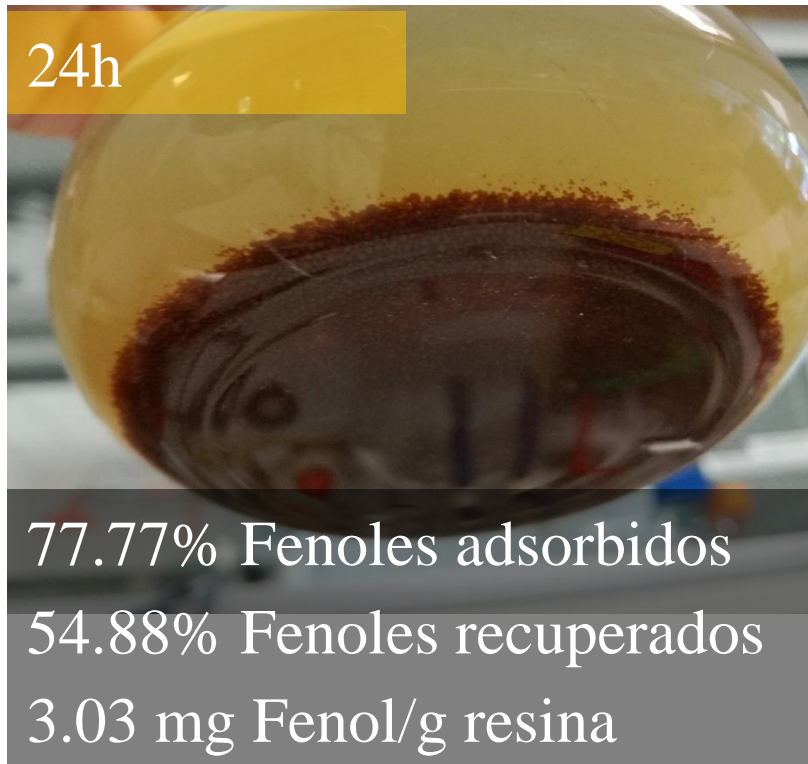 24h
77.77% Fenoles adsorbidos
54.88% Fenoles recuperados
3.03 mg Fenol/g resina